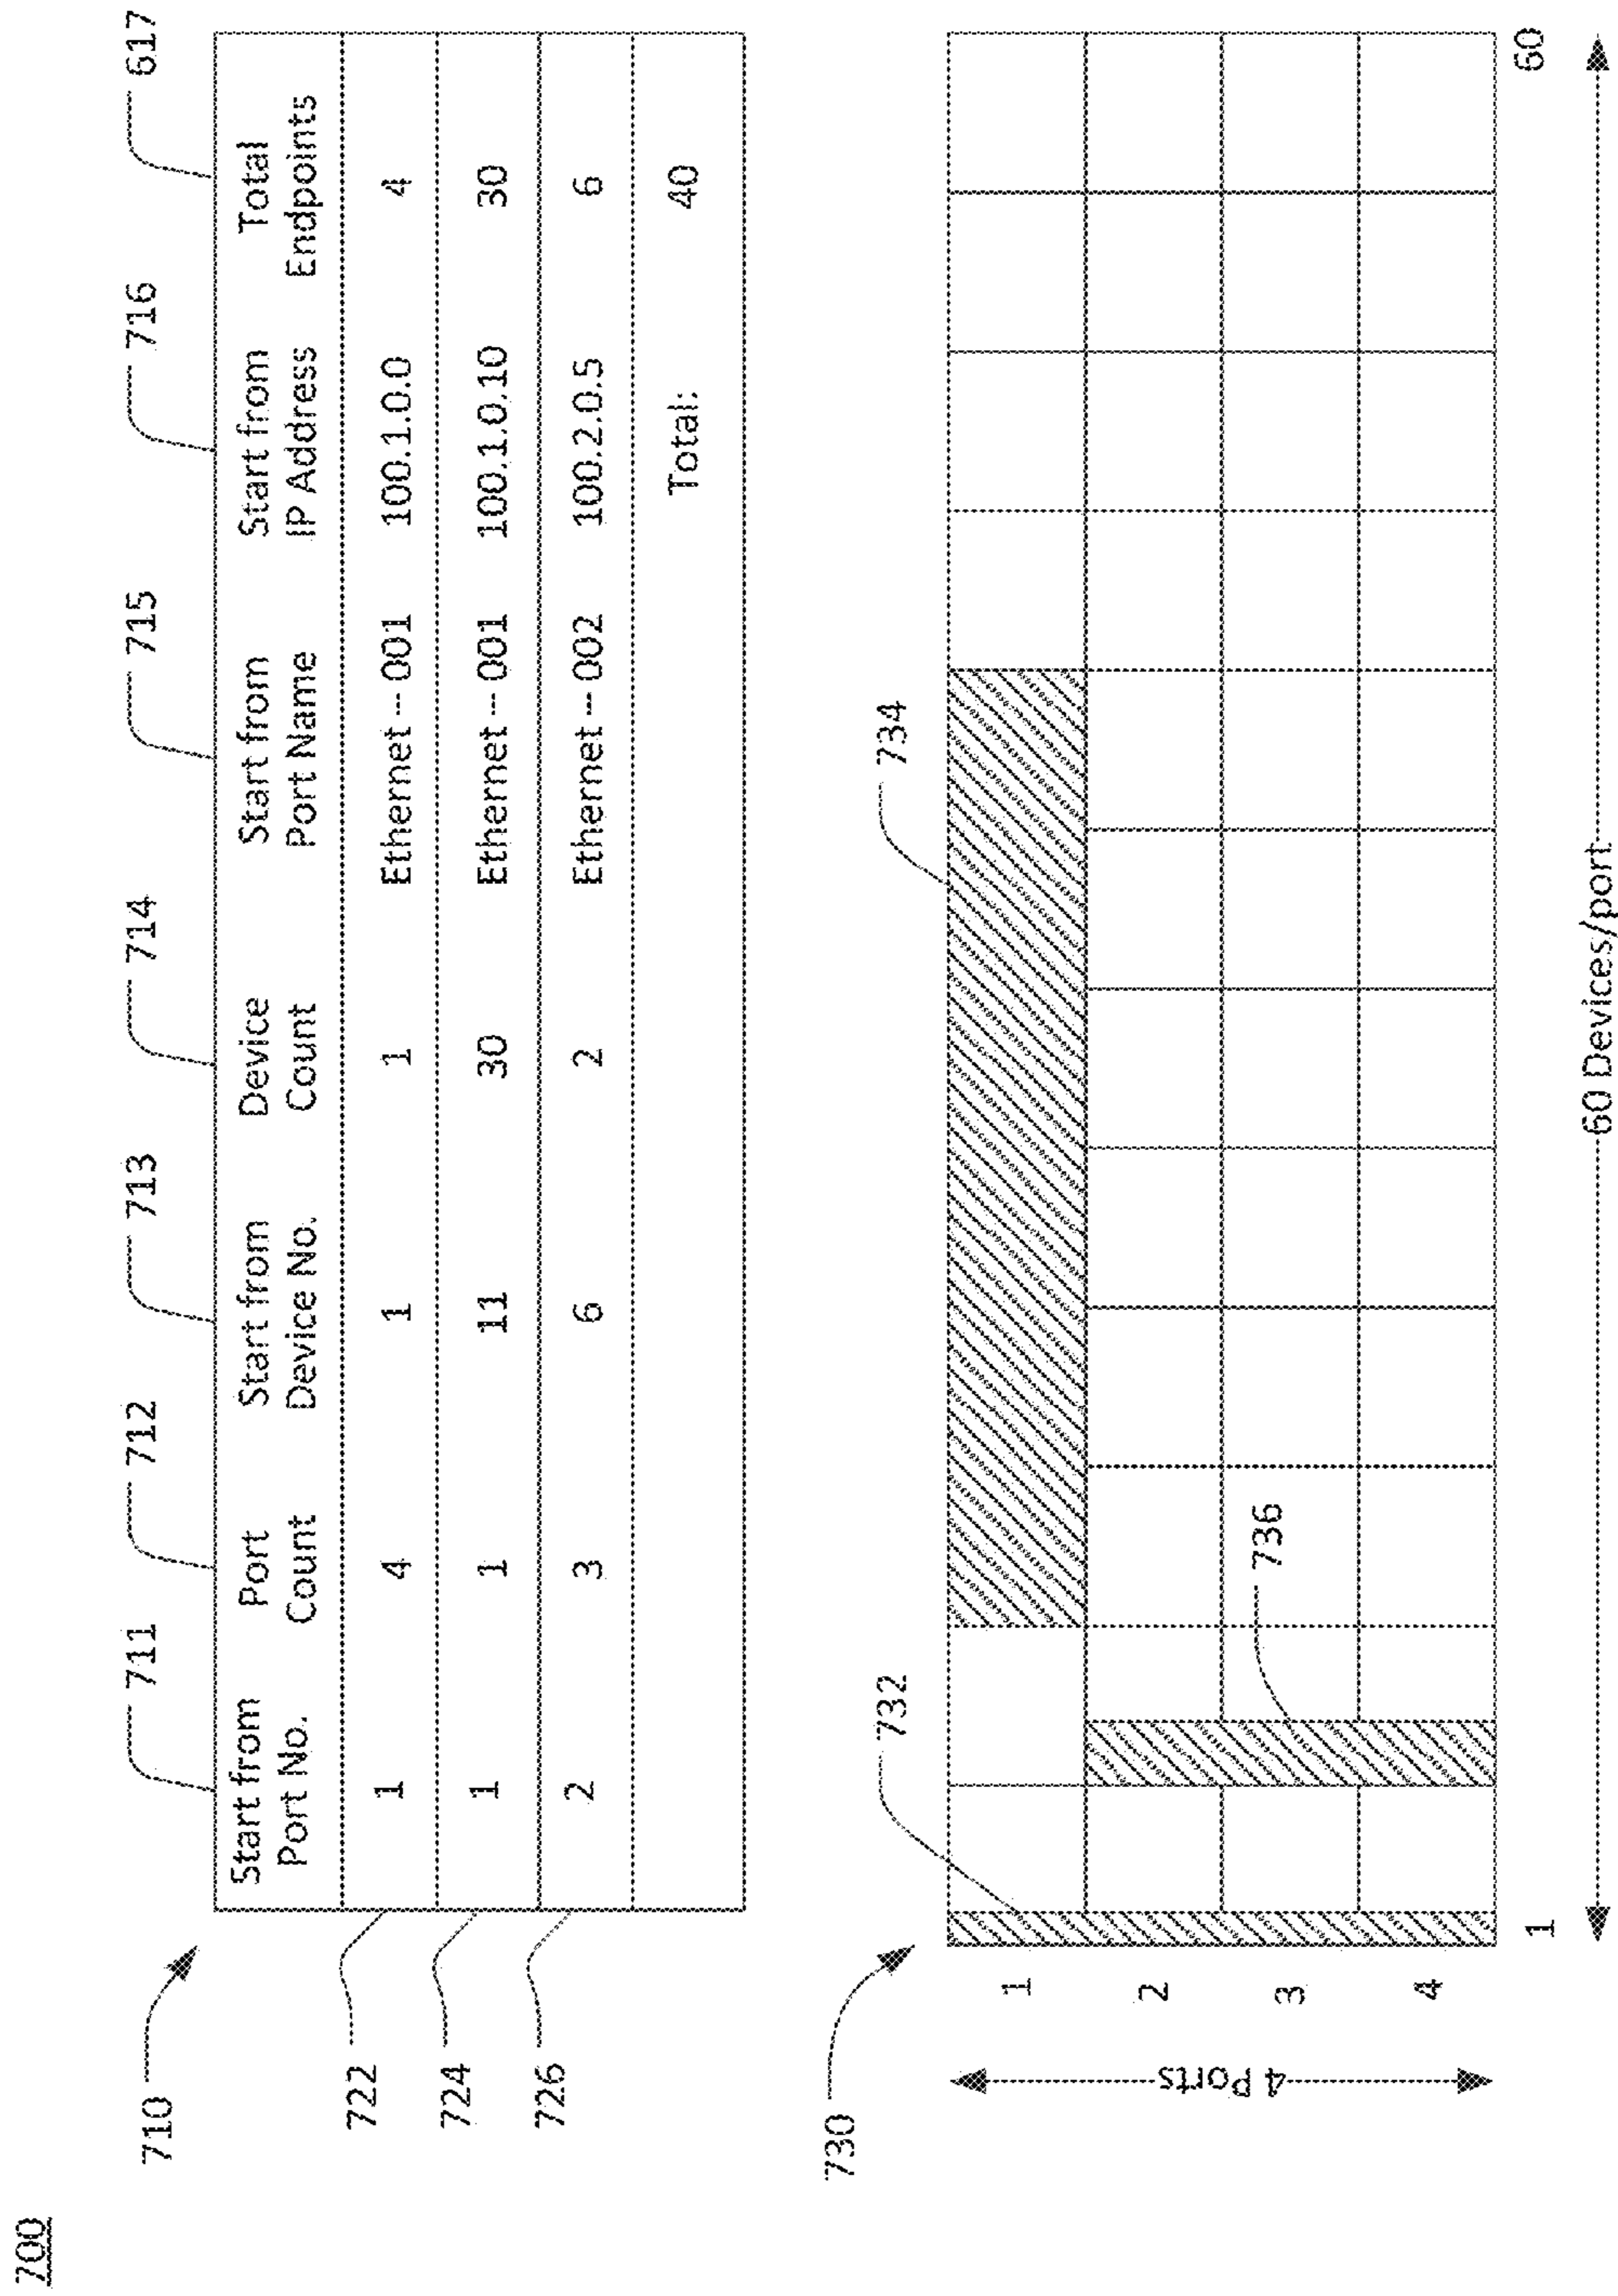 700
710
711
712
713
714
715
716
617
Start from Port No.
Port Count
Start from Device No.
Device Count
Start from Port Name
Start from IP Address
Total Endpoints
722
1 4 1 1 Ethernet -- 001 100.1.0.0 4
724
1 1 11 30 Ethernet -- 001 100.1.0.10 30
726
2 3 6 2 Ethernet -- 002 100.2.0.5 6
Total: 40
730
732
734
736
4 Ports
1
2
3
4
1
60
60 Devices/port